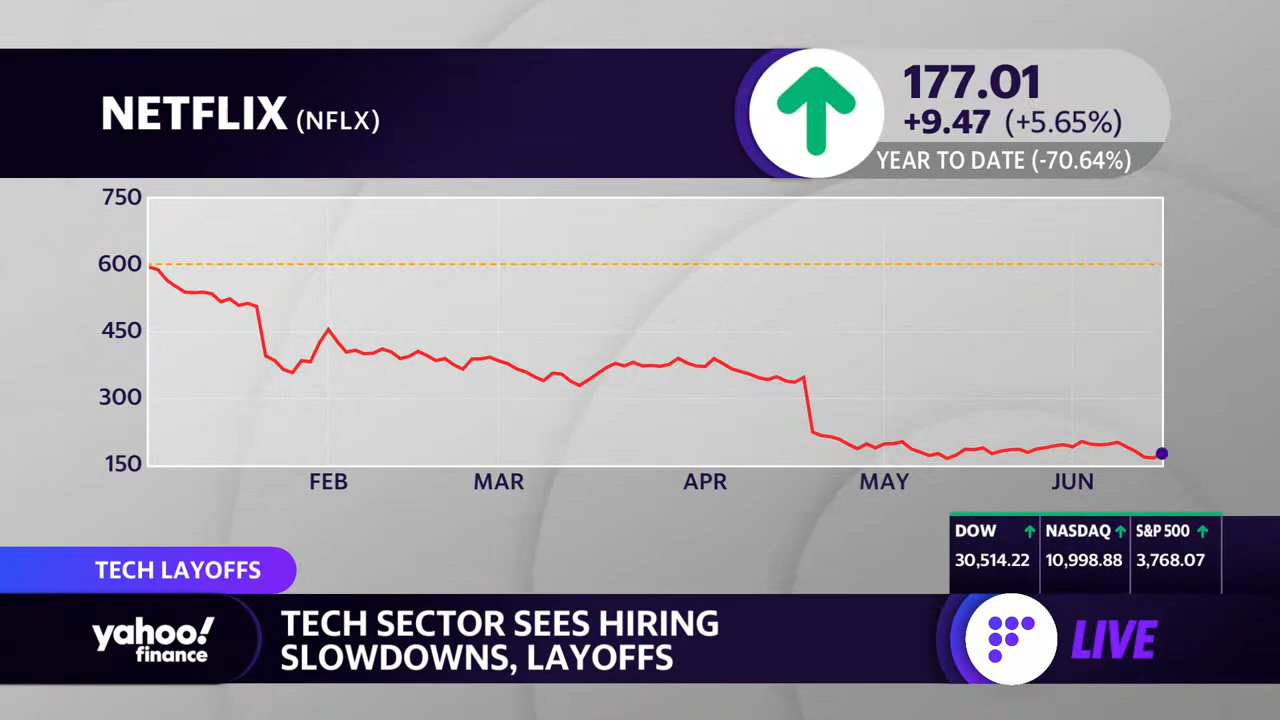 NETFLIX (NFLX)
177.01
+9.47 (+5.65%)
YEAR TO DATE (-70.64%)
750
600
450
300
150
FEB MAR APR MAY JUN
DOW NASDAQ S&P 500
30,514.22 10,998.88 3,768.07
TECH LAYOFFS
yahoo!
finance
TECH SECTOR SEES HIRING
SLOWDOWNS, LAYOFFS
LIVE